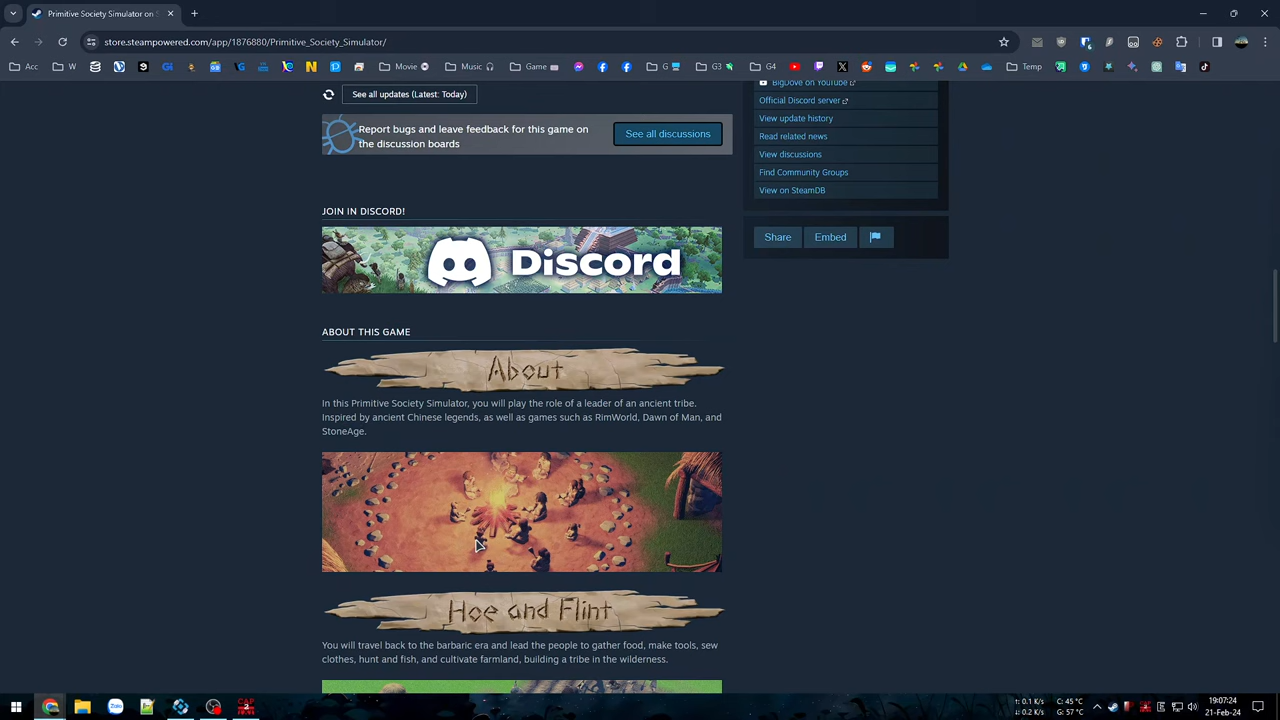 Primitive Society Simulator on S
store.steampowered.com/app/1876880/Primitive_Society_Simulator/
Acc
W
Movie
Music
Game
G
G3
G4
Temp
See all updates (Latest: Today)
Report bugs and leave feedback for this game on
the discussion boards
See all discussions
BigDove on YouTube
Official Discord server
View update history
Read related news
View discussions
Find Community Groups
View on SteamDB
Share
Embed
JOIN IN DISCORD!
Discord
ABOUT THIS GAME
About
In this Primitive Society Simulator, you will play the role of a leader of an ancient tribe.
Inspired by ancient Chinese legends, as well as games such as RimWorld, Dawn of Man, and
StoneAge.
Hoe and Flint
You will travel back to the barbaric era and lead the people to gather food, make tools, sew
clothes, hunt and fish, and cultivate farmland, building a tribe in the wilderness.
Zalo
: 0.1 K/s
: 0.2 K/s
C: 45 °C
G: 57 °C
19:07:24
21-Feb-24